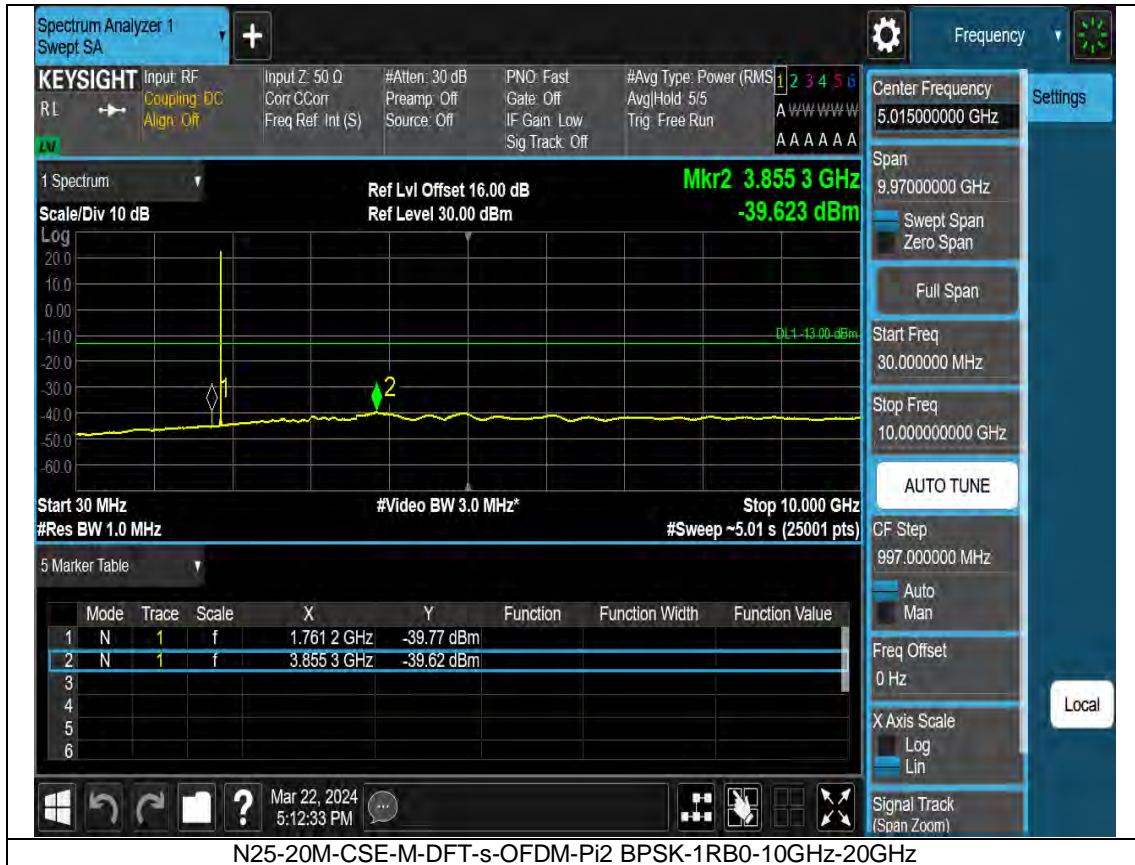 Spectrum Analyzer 1
Swept SA
Frequency
KEYSIGHT
RL
Input: RF
Coupling: DC
Align: Off
Input Z: 50 Ω
Corr CCorr
Freq Ref: Int (S)
#Atten: 30 dB
Preamp: Off
Source: Off
PNO: Fast
Gate: Off
IF Gain: Low
Sig Track: Off
#Avg Type: Power (RMS
Avg|Hold: 5/5
Trig: Free Run
1 2 3 4 5 6
A W W W W W
A A A A A A
1 Spectrum
Scale/Div 10 dB
Ref Lvl Offset 16.00 dB
Ref Level 30.00 dBm
Mkr2 3.855 3 GHz
-39.623 dBm
Log
20.0
10.0
0.00
-10.0
-20.0
-30.0
-40.0
-50.0
-60.0
DL1 -13.00 dBm
1
2
Start 30 MHz
#Video BW 3.0 MHz*
Stop 10.000 GHz
#Res BW 1.0 MHz
#Sweep ~5.01 s (25001 pts)
5 Marker Table
Mode Trace Scale X Y Function Function Width Function Value
1 N 1 f 1.761 2 GHz -39.77 dBm
2 N 1 f 3.855 3 GHz -39.62 dBm
3
4
5
6
?
Mar 22, 2024
5:12:33 PM
Center Frequency
5.015000000 GHz
Settings
Span
9.97000000 GHz
Swept Span
Zero Span
Full Span
Start Freq
30.000000 MHz
Stop Freq
10.000000000 GHz
AUTO TUNE
CF Step
997.000000 MHz
Auto
Man
Freq Offset
0 Hz
X Axis Scale
Log
Lin
Local
Signal Track
(Span Zoom)
N25-20M-CSE-M-DFT-s-OFDM-Pi2 BPSK-1RB0-10GHz-20GHz